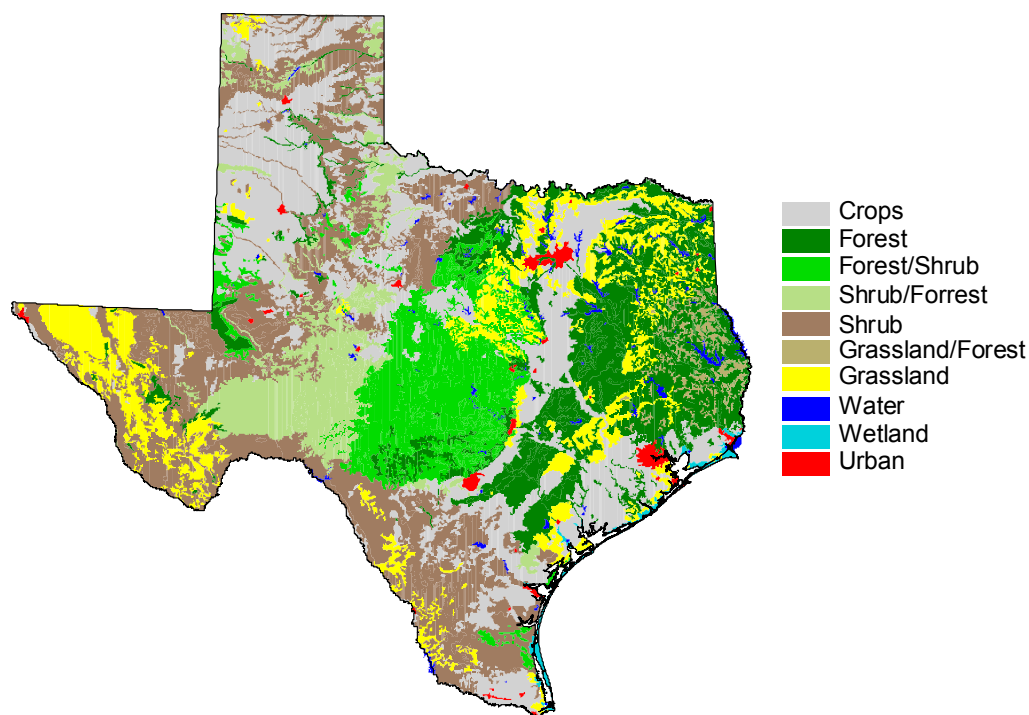 Crops
Forest
Forest/Shrub
Shrub/Forrest
Shrub
Grassland/Forest
Grassland
Water
Wetland
Urban